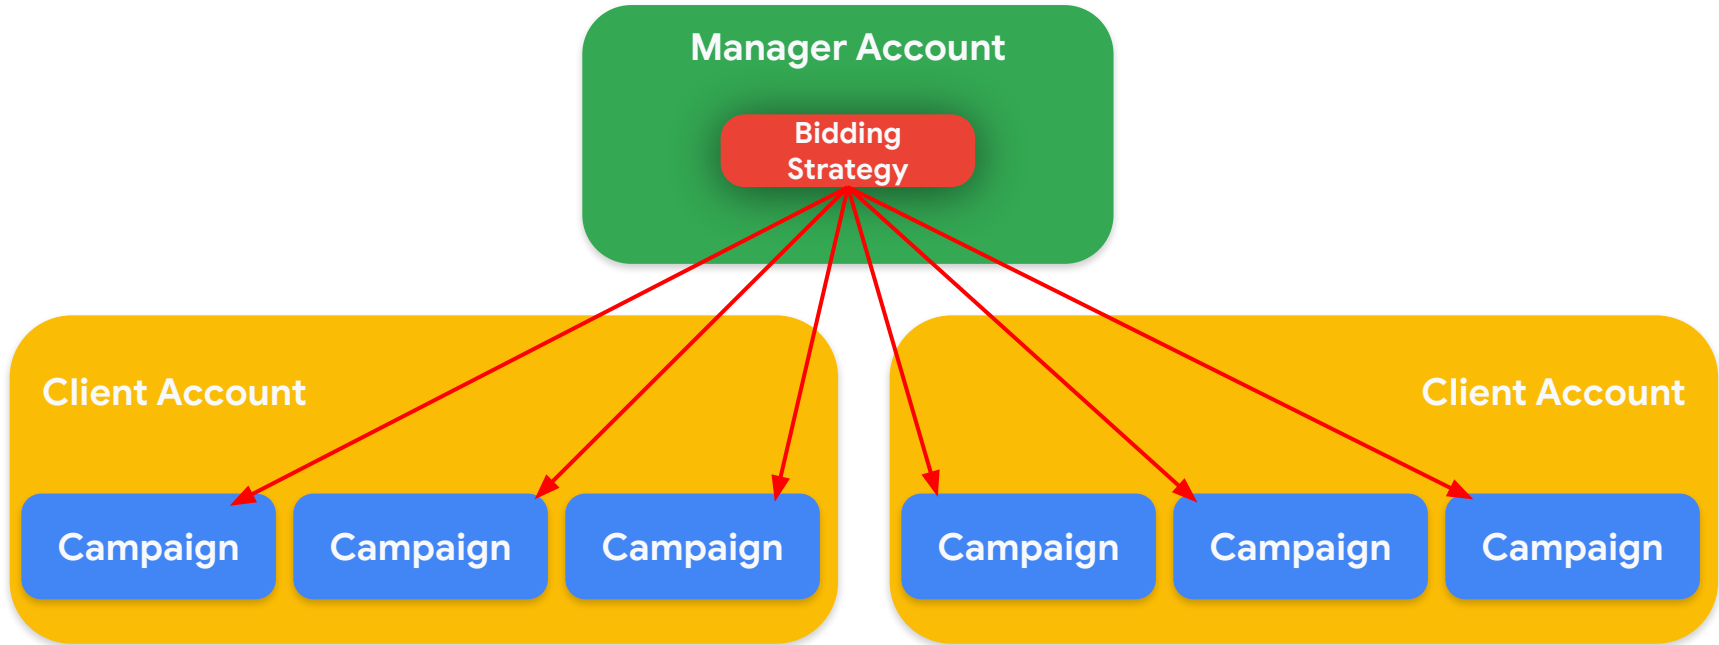 Manager Account
Bidding
Strategy
Client Account
Client Account
Campaign
Campaign
Campaign
Campaign
Campaign
Campaign